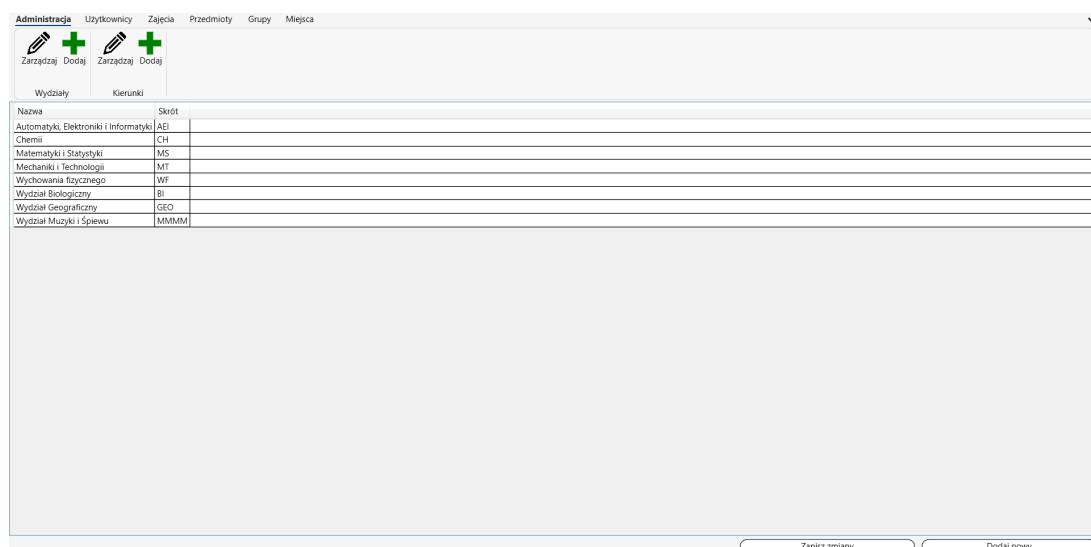 Administracja Użytkownicy Zajęcia Przedmioty Grupy Miejsca
Zarządzaj Dodaj Zarządzaj Dodaj
Wydziały Kierunki
Nazwa Skrót
Automatyki, Elektroniki i Informatyki AEI
Chemii CH
Matematyki i Statystyki MS
Mechaniki i Technologii MT
Wychowania fizycznego WF
Wydział Biologiczny BI
Wydział Geograficzny GEO
Wydział Muzyki i Śpiewu MMMM
Zapisz zmiany Dodaj nowy